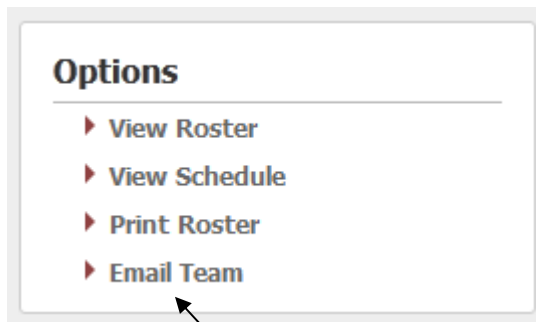 Options
View Roster
View Schedule
Print Roster
Email Team